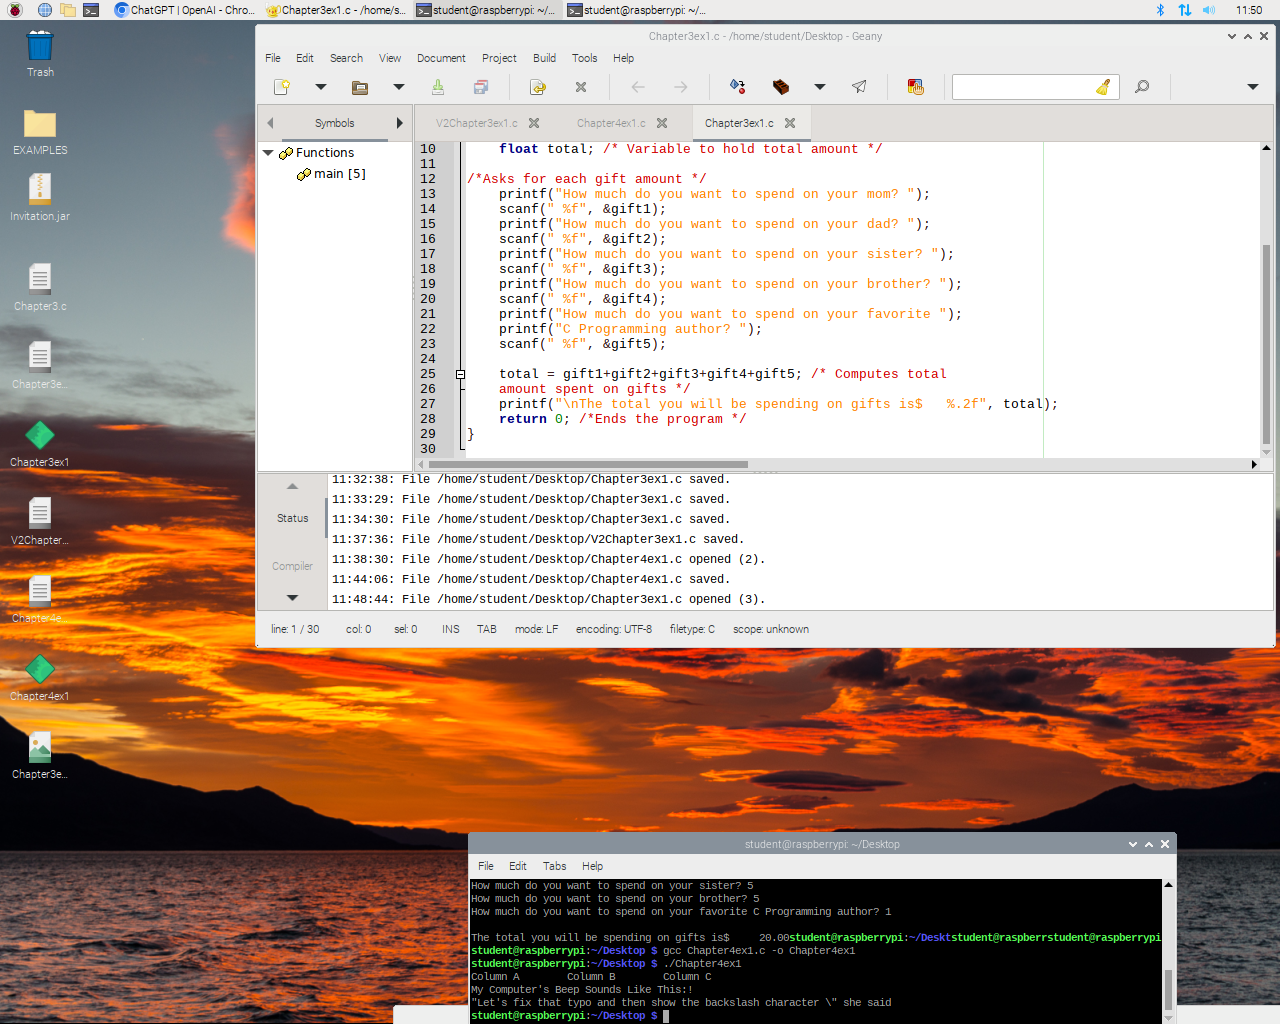 ChatGPT | OpenAI - Chro...
Chapter3ex1.c - /home/s...
student@raspberrypi: ~/...
student@raspberrypi: ~/...
11:50
Trash
EXAMPLES
Invitation.jar
Chapter3.c
Chapter3e...
Chapter3ex1
V2Chapter...
Chapter4e...
Chapter4ex1
Chapter3e...
Chapter3ex1.c - /home/student/Desktop - Geany
File Edit Search View Document Project Build Tools Help
Symbols
V2Chapter3ex1.c
Chapter4ex1.c
Chapter3ex1.c
Functions
main [5]
10 float total; /* Variable to hold total amount */
11
12 /*Asks for each gift amount */
13 printf("How much do you want to spend on your mom? ");
14 scanf(" %f", &gift1);
15 printf("How much do you want to spend on your dad? ");
16 scanf(" %f", &gift2);
17 printf("How much do you want to spend on your sister? ");
18 scanf(" %f", &gift3);
19 printf("How much do you want to spend on your brother? ");
20 scanf(" %f", &gift4);
21 printf("How much do you want to spend on your favorite ");
22 printf("C Programming author? ");
23 scanf(" %f", &gift5);
24
25 total = gift1+gift2+gift3+gift4+gift5; /* Computes total
26 amount spent on gifts */
27 printf("\nThe total you will be spending on gifts is$   %.2f", total);
28 return 0; /*Ends the program */
29 }
30
Status
Compiler
11:32:38: File /home/student/Desktop/Chapter3ex1.c saved.
11:33:29: File /home/student/Desktop/Chapter3ex1.c saved.
11:34:30: File /home/student/Desktop/Chapter3ex1.c saved.
11:37:36: File /home/student/Desktop/V2Chapter3ex1.c saved.
11:38:30: File /home/student/Desktop/Chapter4ex1.c opened (2).
11:44:06: File /home/student/Desktop/Chapter4ex1.c saved.
11:48:44: File /home/student/Desktop/Chapter3ex1.c opened (3).
line: 1 / 30 col: 0 sel: 0 INS TAB mode: LF encoding: UTF-8 filetype: C scope: unknown
student@raspberrypi: ~/Desktop
File Edit Tabs Help
How much do you want to spend on your sister? 5
How much do you want to spend on your brother? 5
How much do you want to spend on your favorite C Programming author? 1
The total you will be spending on gifts is$     20.00student@raspberrypi:~/Desktstudent@raspberrstudent@raspberrypi
student@raspberrypi:~/Desktop $ gcc Chapter4ex1.c -o Chapter4ex1
student@raspberrypi:~/Desktop $ ./Chapter4ex1
Column A        Column B        Column C
My Computer's Beep Sounds Like This:!
"Let's fix that typo and then show the backslash character \" she said
student@raspberrypi:~/Desktop $